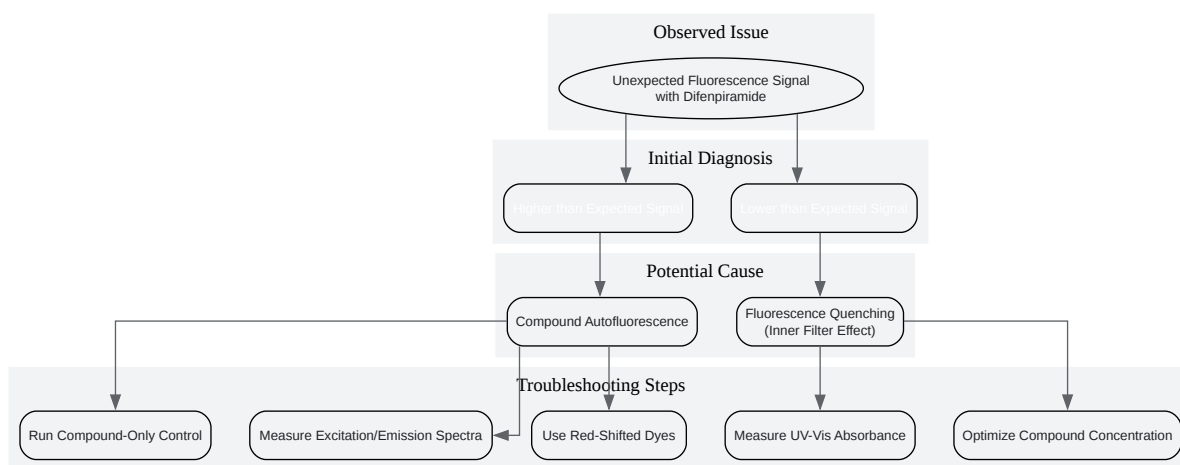 Observed Issue
Unexpected Fluorescence Signal
with Difenpiramide
Initial Diagnosis
Higher than Expected Signal
Lower than Expected Signal
Potential Cause
Compound Autofluorescence
Fluorescence Quenching
(Inner Filter Effect)
Troubleshooting Steps
Run Compound-Only Control
Measure Excitation/Emission Spectra
Use Red-Shifted Dyes
Measure UV-Vis Absorbance
Optimize Compound Concentration